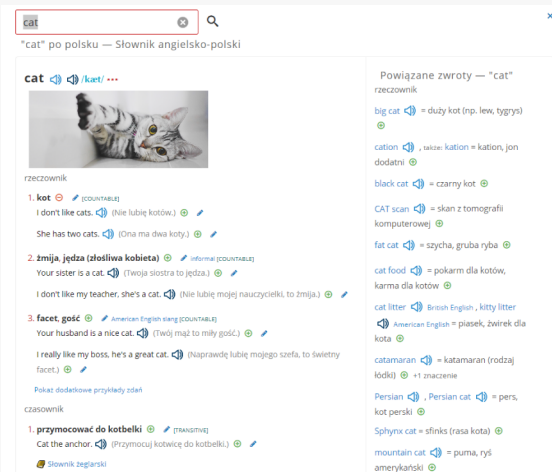 cat
"cat" po polsku — Słownik angielsko-polski
cat /kæt/
rzeczownik
1. kot [COUNTABLE]
I don't like cats. (Nie lubię kotów.)
She has two cats. (Ona ma dwa koty.)
2. żmija, jędza (złośliwa kobieta) informal [COUNTABLE]
Your sister is a cat. (Twoja siostra to jędza.)
I don't like my teacher, she's a cat. (Nie lubię mojej nauczycielki, to żmija.)
3. facet, gość American English slang [COUNTABLE]
Your husband is a nice cat. (Twój mąż to miły gość.)
I really like my boss, he's a great cat. (Naprawdę lubię mojego szefa, to świetny
facet.)
Pokaż dodatkowe przykłady zdań
czasownik
1. przymocować do kotbelki [TRANSITIVE]
Cat the anchor. (Przymocuj kotwicę do kotbelki.)
Słownik żeglarski
Powiązane zwroty — "cat"
rzeczownik
big cat = duży kot (np. lew, tygrys)
cation , także: kation = kation, jon
dodatni
black cat = czarny kot
CAT scan = skan z tomografii
komputerowej
fat cat = szycha, gruba ryba
cat food = pokarm dla kotów,
karma dla kotów
cat litter British English , kitty litter
American English = piasek, żwirek dla
kota
catamaran = katamaran (rodzaj
łódki) +1 znaczenie
Persian , Persian cat = pers,
kot perski
Sphynx cat = sfinks (rasa kota)
mountain cat = puma, ryś
amerykański